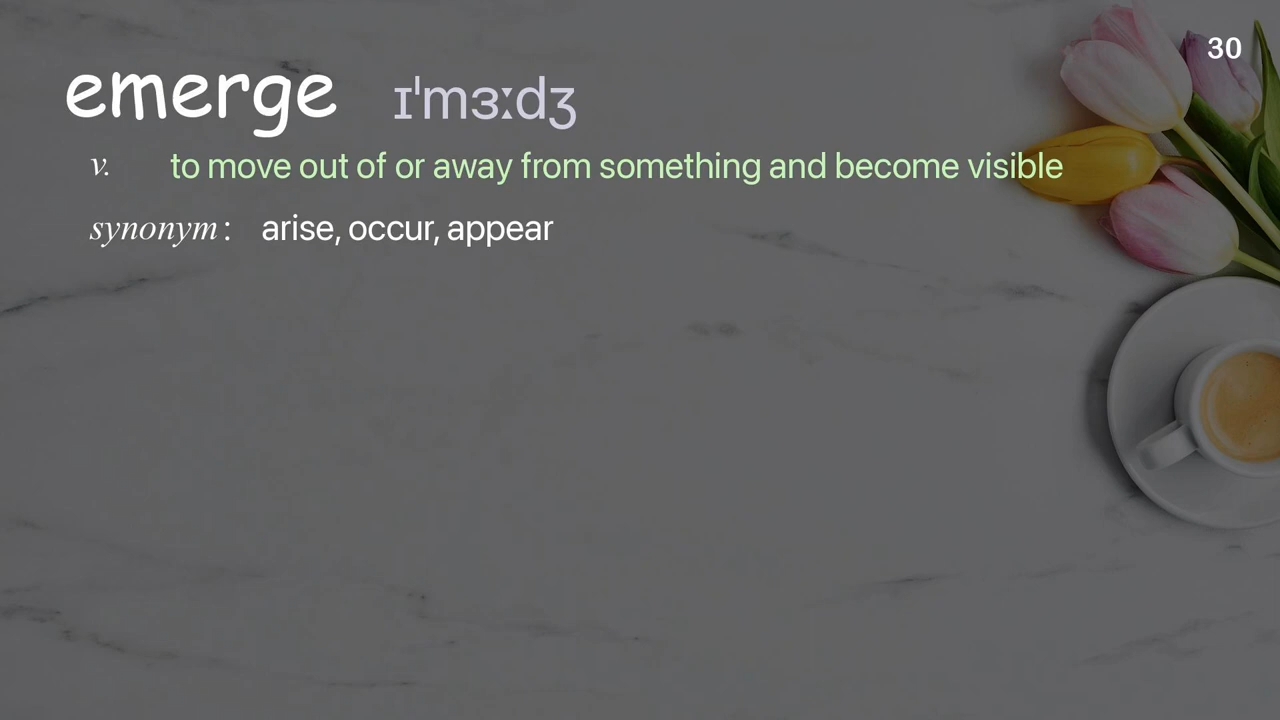 30
emerge ɪˈmɜːdʒ
v. to move out of or away from something and become visible
synonym : arise, occur, appear